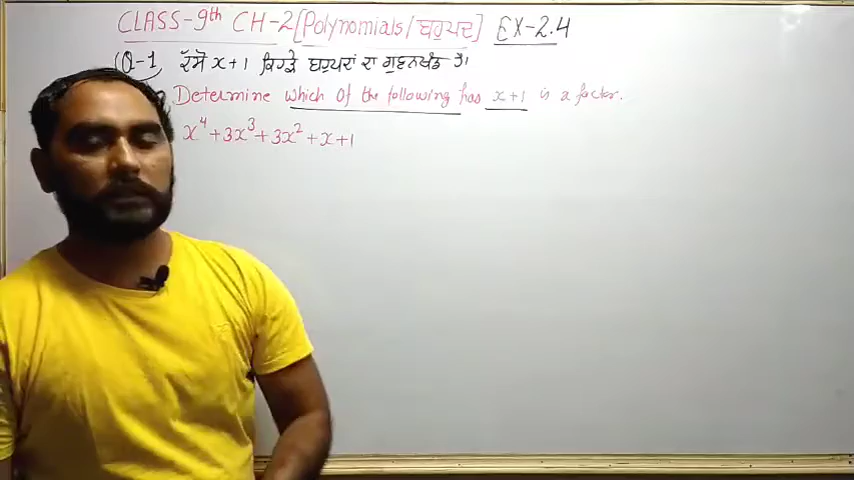 CLASS-9th CH-2[Polynomials/ਬਹੁਪਦ] EX-2.4
Q-1 ਦੱਸੋ x+1 ਕਿਹੜੇ ਬਹੁਪਦਾਂ ਦਾ ਗੁਣਨਖੰਡ ਹੈ।
Determine which of the following has x+1 is a factor.
x⁴+3x³+3x²+x+1